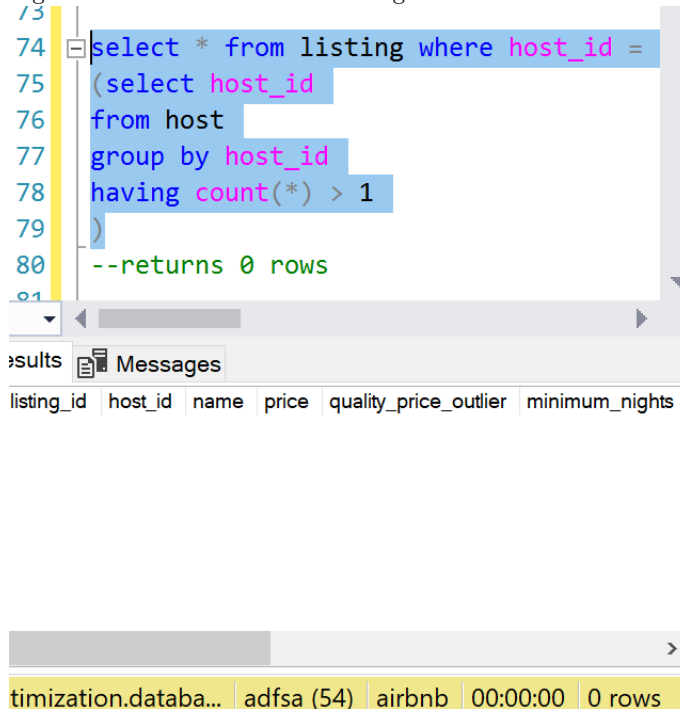 73
74 select * from listing where host_id =
75 (select host_id
76 from host
77 group by host_id
78 having count(*) > 1
79 )
80 --returns 0 rows
81
esults Messages
listing_id host_id name price quality_price_outlier minimum_nights
timization.databa... adfsa (54) airbnb 00:00:00 0 rows